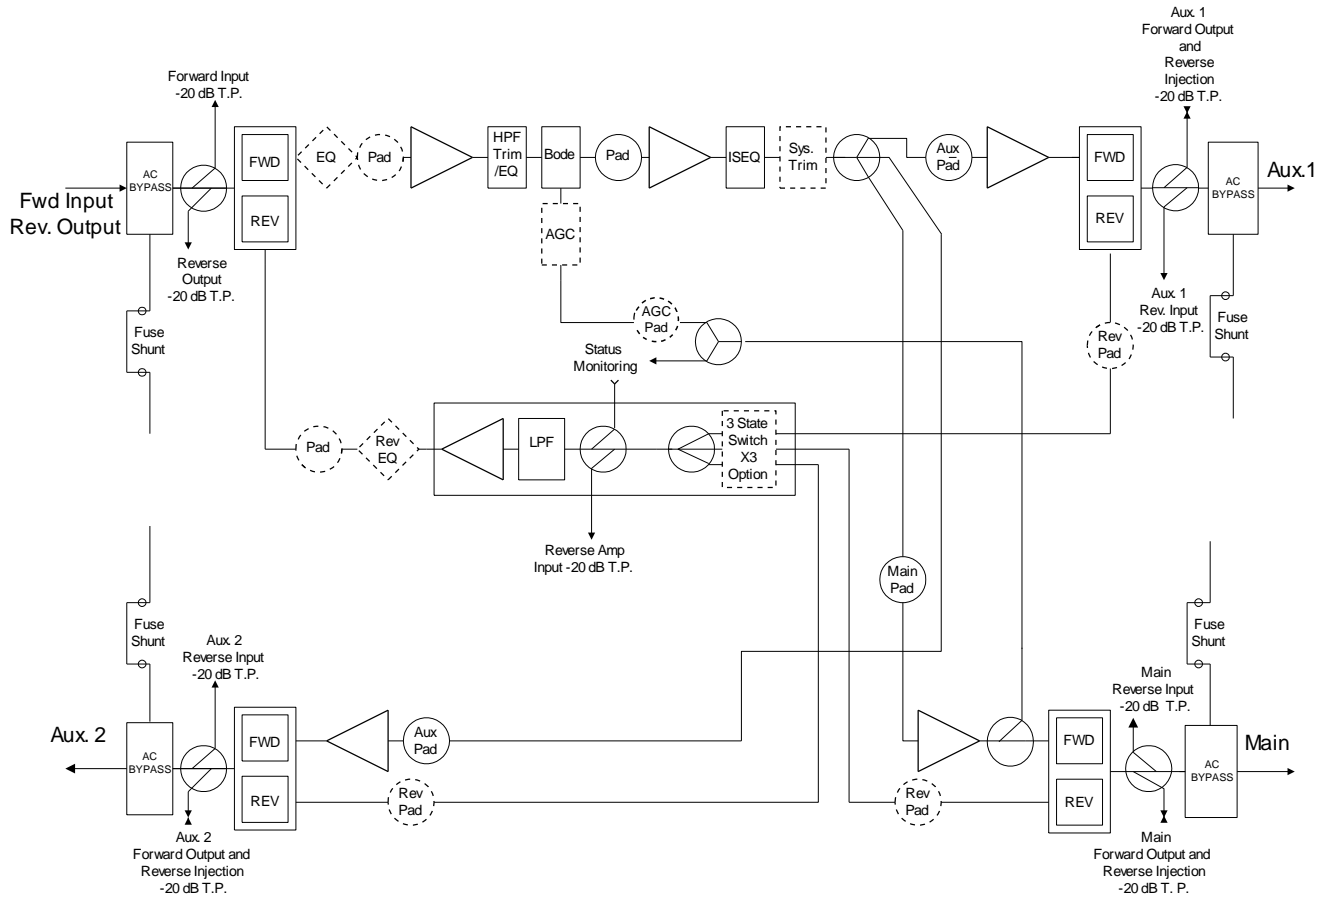 Aux. 1
Forward Output
and
Reverse
Injection
-20 dB T.P.
Forward Input
-20 dB T.P.
AC
BYPASS
Fwd Input
Rev. Output
FWD
REV
EQ
Pad
HPF
Trim
/EQ
Bode
Pad
ISEQ
Sys.
Trim
Aux
Pad
FWD
REV
AC
BYPASS
Aux.1
AGC
Reverse
Output
-20 dB T.P.
Aux. 1
Rev. Input
-20 dB T.P.
Fuse
Shunt
AGC
Pad
Status
Monitoring
Rev
Pad
Fuse
Shunt
Pad
Rev
EQ
LPF
3 State
Switch
X3
Option
Reverse Amp
Input -20 dB T.P.
Main
Pad
Fuse
Shunt
Aux. 2
Reverse Input
-20 dB T.P.
Fuse
Shunt
Main
Reverse Input
-20 dB T.P.
Aux. 2
AC
BYPASS
FWD
REV
Aux
Pad
Rev
Pad
Rev
Pad
FWD
REV
AC
BYPASS
Main
Aux. 2
Forward Output and
Reverse Injection
-20 dB T.P.
Main
Forward Output and
Reverse Injection
-20 dB T. P.